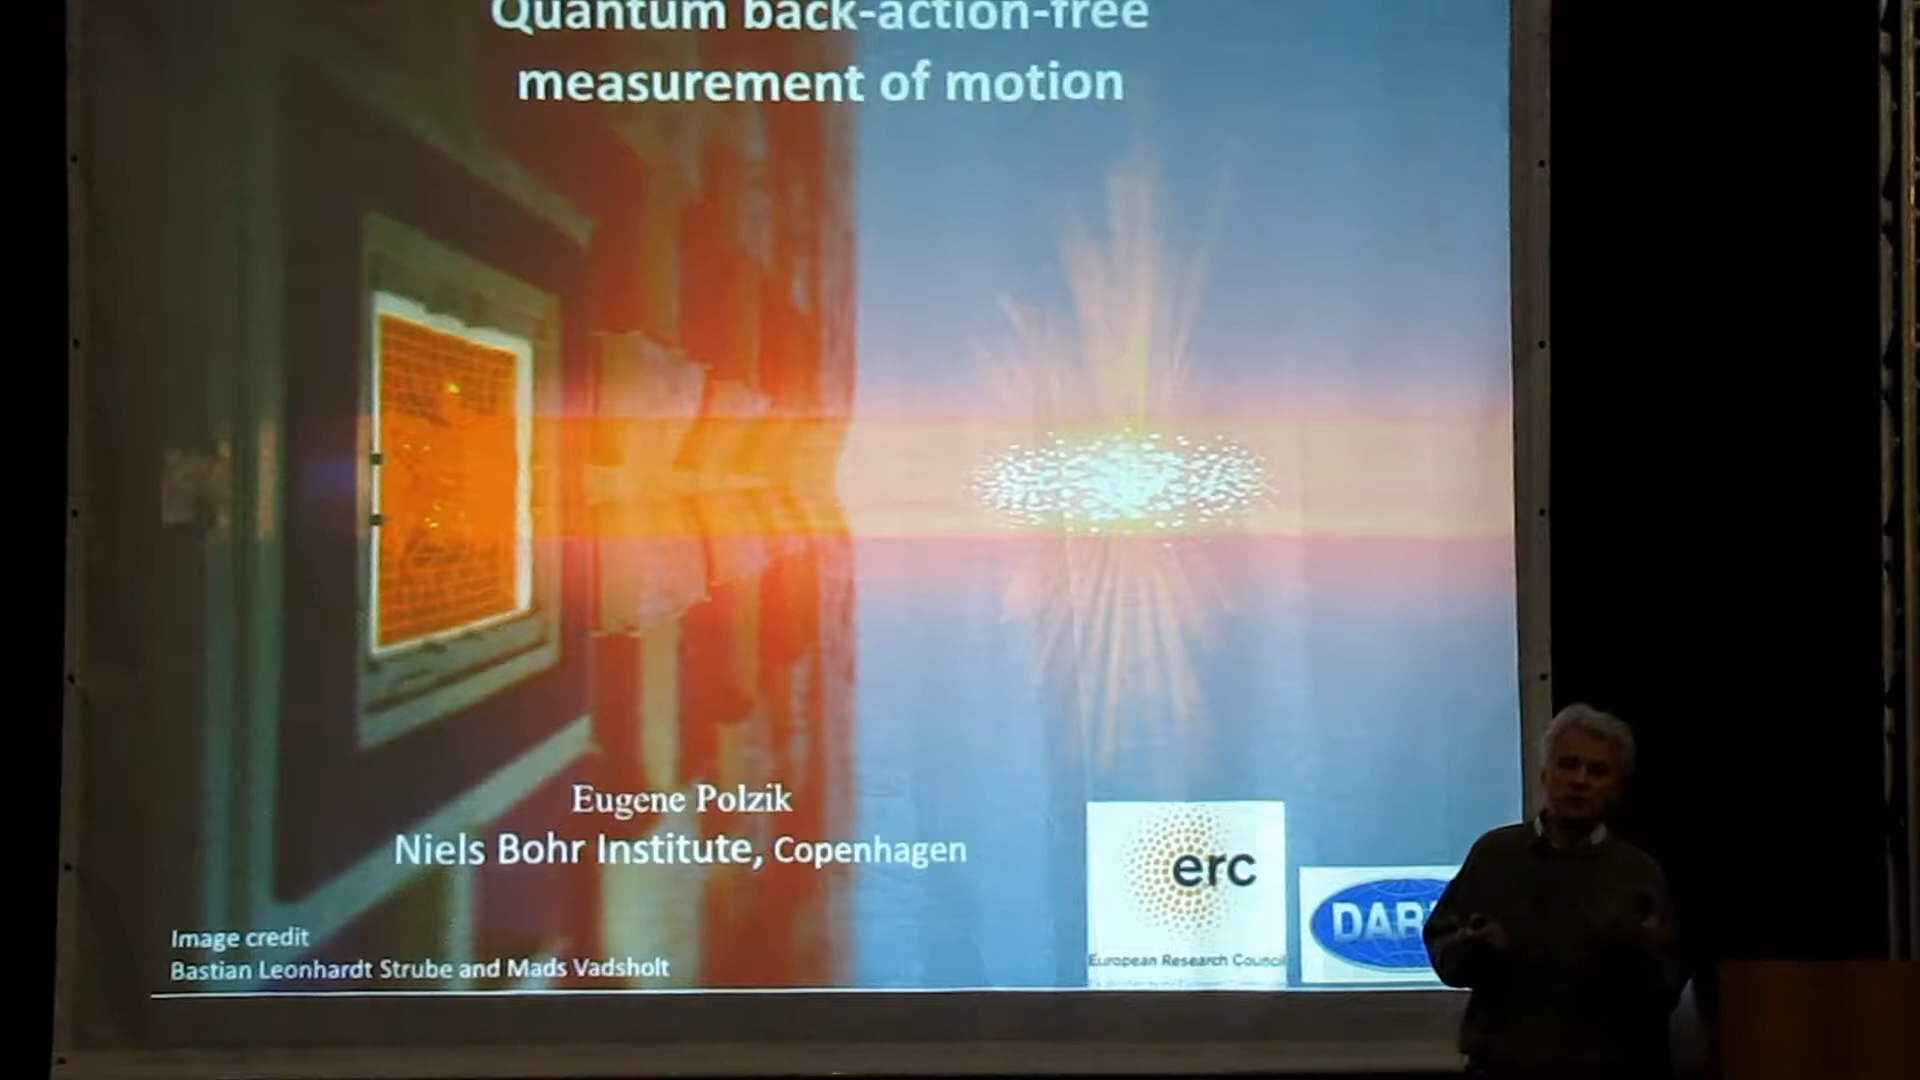 Quantum back-action-free
measurement of motion
Eugene Polzik
Niels Bohr Institute, Copenhagen
erc
European Research Council
Image credit
Bastian Leonhardt Strube and Mads Vadsholt